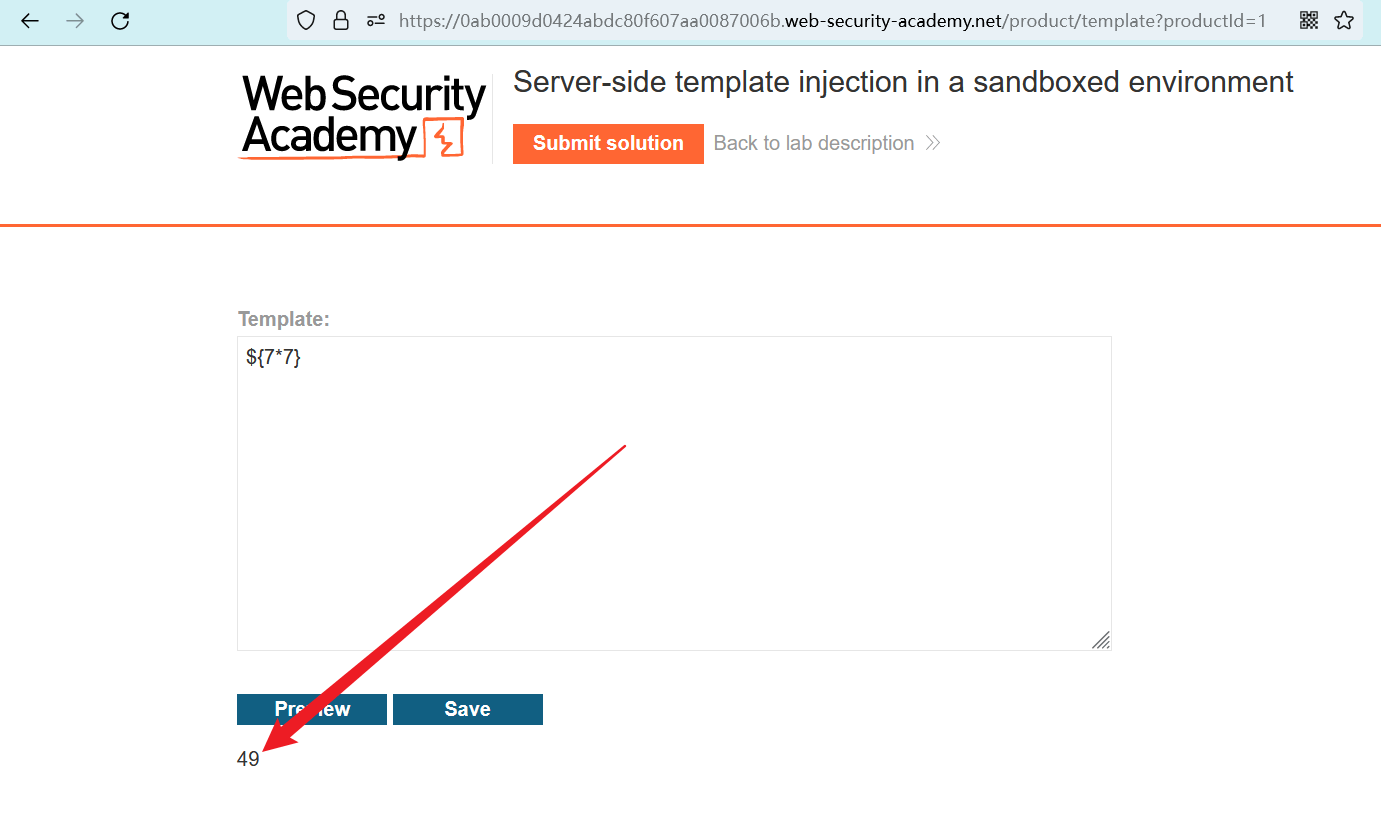 https://0ab0009d0424abdc80f607aa0087006b.web-security-academy.net/product/template?productId=1
Web Security
Academy
Server-side template injection in a sandboxed environment
Submit solution
Back to lab description
Template:
${7*7}
Preview
Save
49